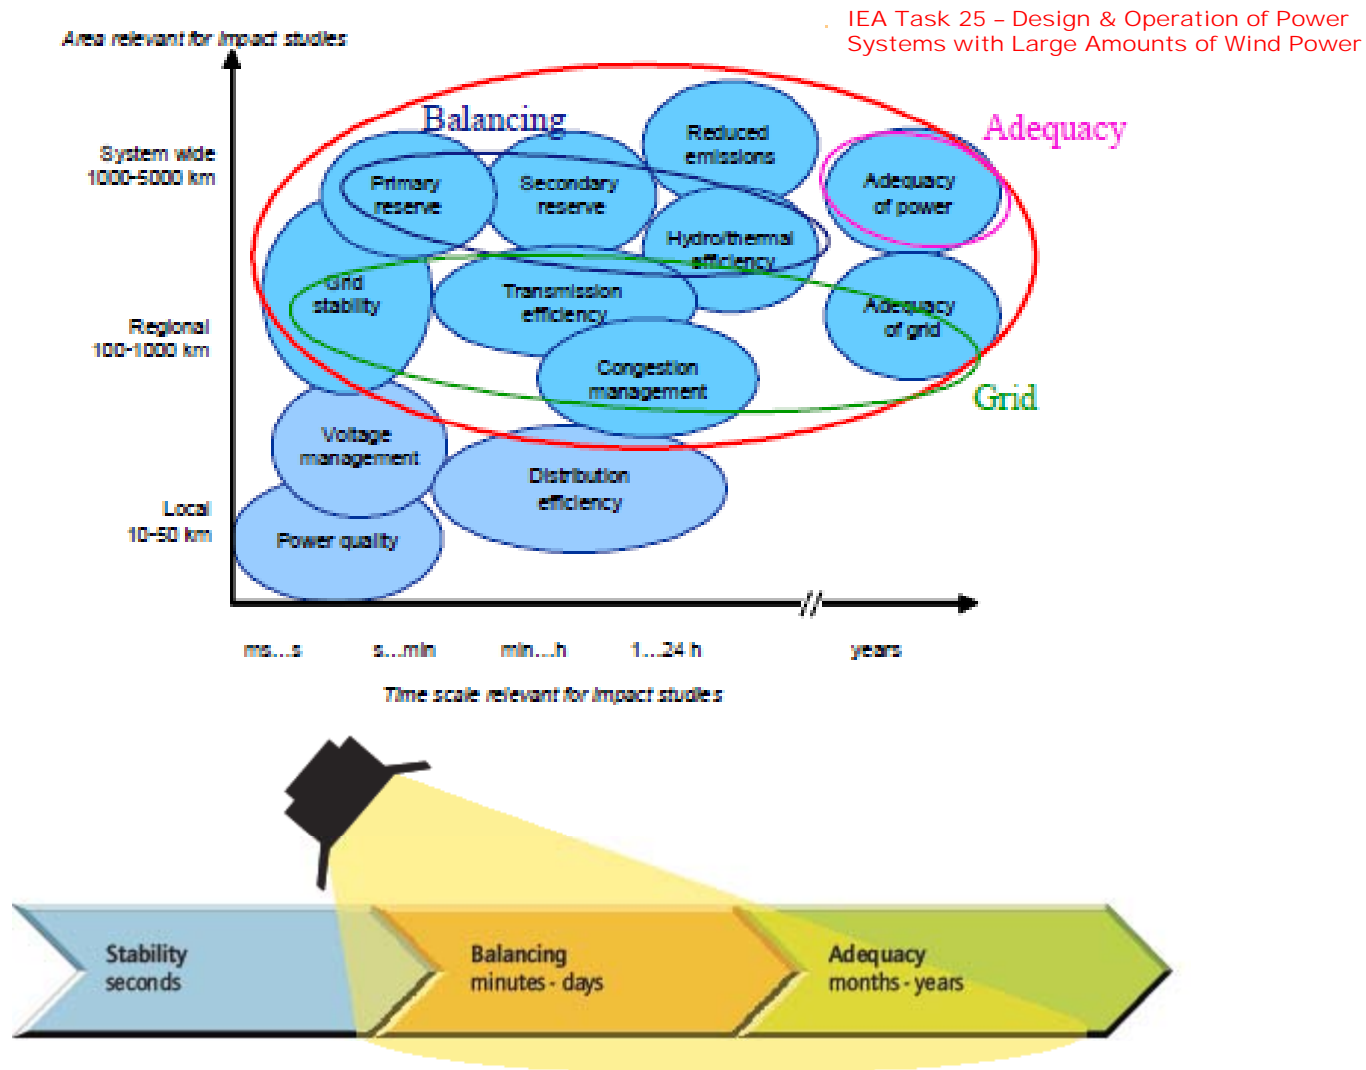 IEA Task 25 – Design & Operation of Power
Systems with Large Amounts of Wind Power
Area relevant for impact studies
Balancing
Adequacy
System wide
1000-5000 km
Primary
reserve
Secondary
reserve
Reduced
emissions
Adequacy
of power
Hydro/thermal
efficiency
Grid
stability
Transmission
efficiency
Adequacy
of grid
Regional
100-1000 km
Congestion
management
Grid
Voltage
management
Distribution
efficiency
Local
10-50 km
Power quality
ms...s
s...min
min...h
1...24 h
years
Time scale relevant for impact studies
Stability
seconds
Balancing
minutes - days
Adequacy
months - years